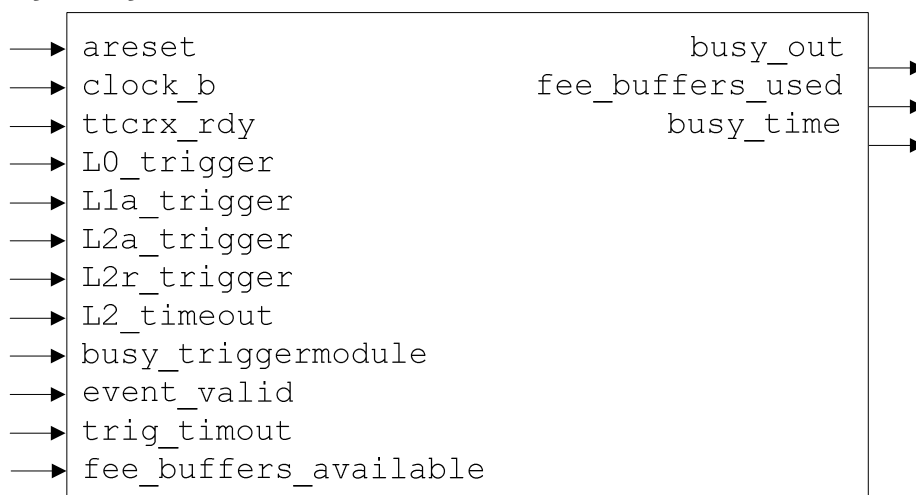 areset
busy_out
clock_b
fee_buffers_used
ttcrx_rdy
busy_time
L0_trigger
L1a_trigger
L2a_trigger
L2r_trigger
L2_timeout
busy_triggermodule
event_valid
trig_timout
fee_buffers_available